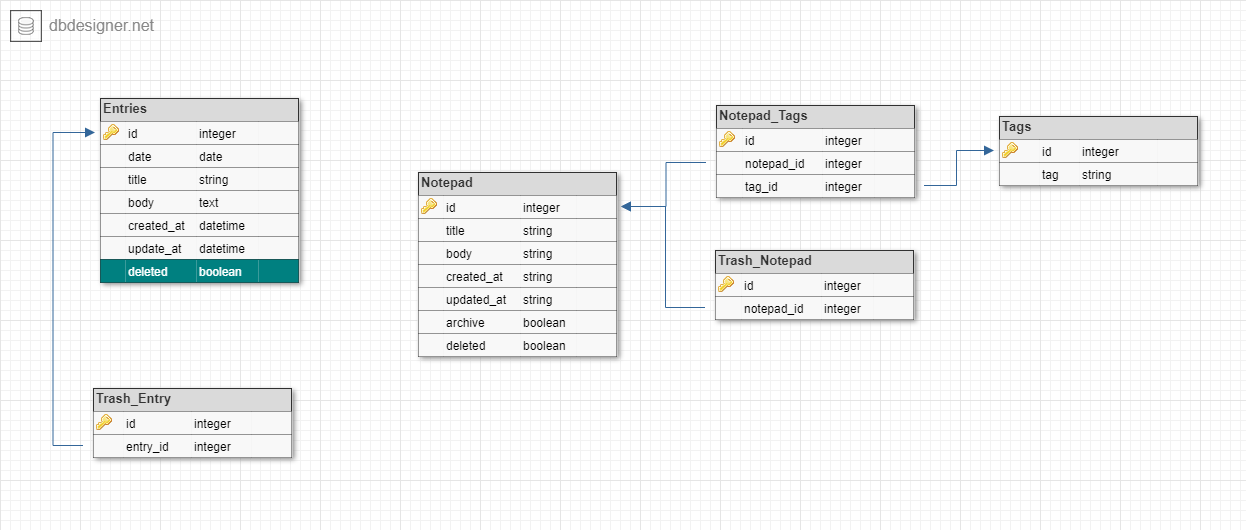 dbdesigner.net
Entries
id integer
date date
title string
body text
created_at datetime
update_at datetime
deleted boolean
Trash_Entry
id integer
entry_id integer
Notepad
id integer
title string
body string
created_at string
updated_at string
archive boolean
deleted boolean
Notepad_Tags
id integer
notepad_id integer
tag_id integer
Trash_Notepad
id integer
notepad_id integer
Tags
id integer
tag string